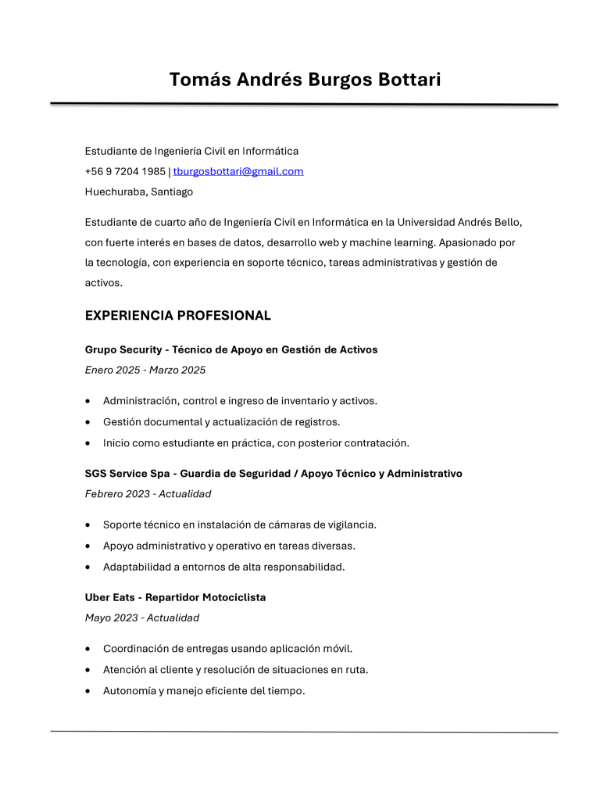 Tomás Andrés Burgos Bottari
Estudiante de Ingeniería Civil en Informática
+56 9 7204 1985 | tburgosbottari@gmail.com
Huechuraba, Santiago
Estudiante de cuarto año de Ingeniería Civil en Informática en la Universidad Andrés Bello,
con fuerte interés en bases de datos, desarrollo web y machine learning. Apasionado por
la tecnología, con experiencia en soporte técnico, tareas administrativas y gestión de
activos.
EXPERIENCIA PROFESIONAL
Grupo Security - Técnico de Apoyo en Gestión de Activos
Enero 2025 - Marzo 2025
• Administración, control e ingreso de inventario y activos.
• Gestión documental y actualización de registros.
• Inicio como estudiante en práctica, con posterior contratación.
SGS Service Spa - Guardia de Seguridad / Apoyo Técnico y Administrativo
Febrero 2023 - Actualidad
• Soporte técnico en instalación de cámaras de vigilancia.
• Apoyo administrativo y operativo en tareas diversas.
• Adaptabilidad a entornos de alta responsabilidad.
Uber Eats - Repartidor Motociclista
Mayo 2023 - Actualidad
• Coordinación de entregas usando aplicación móvil.
• Atención al cliente y resolución de situaciones en ruta.
• Autonomía y manejo eficiente del tiempo.